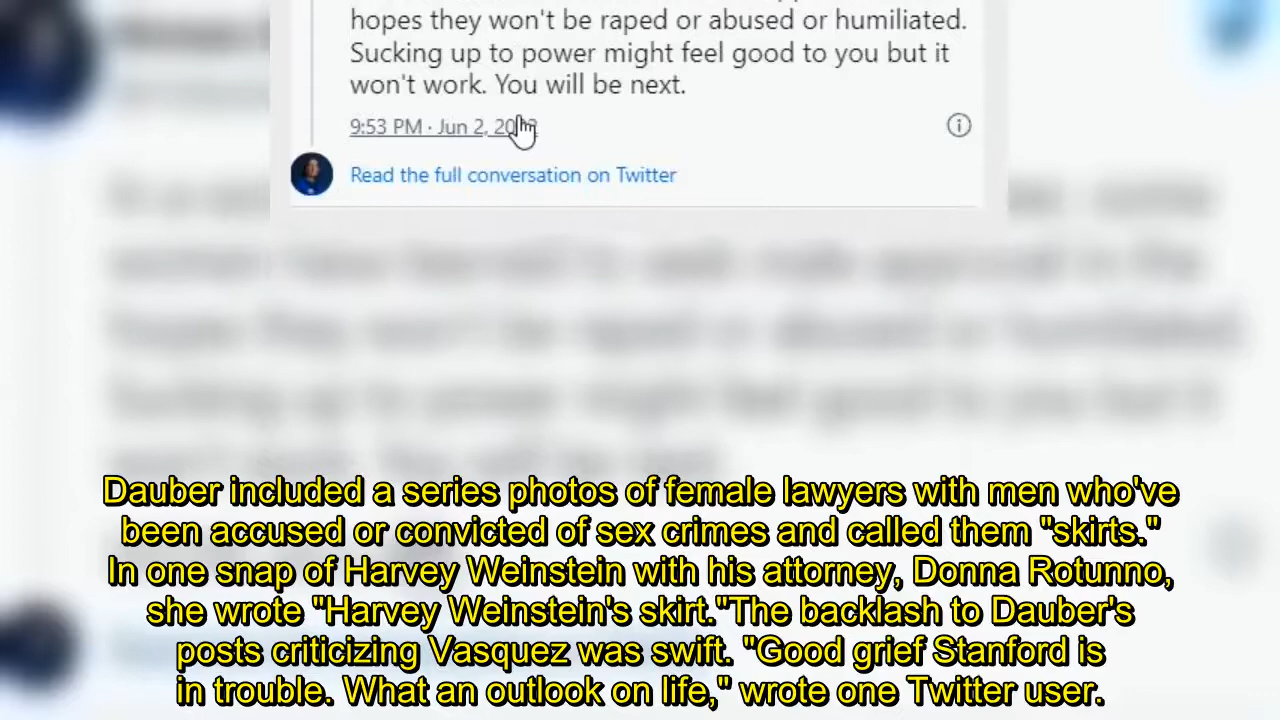 hopes they won't be raped or abused or humiliated.
Sucking up to power might feel good to you but it
won't work. You will be next.
9:53 PM · Jun 2, 20
Read the full conversation on Twitter
Dauber included a series photos of female lawyers with men who've
been accused or convicted of sex crimes and called them "skirts."
In one snap of Harvey Weinstein with his attorney, Donna Rotunno,
she wrote "Harvey Weinstein's skirt."The backlash to Dauber's
posts criticizing Vasquez was swift. "Good grief Stanford is
in trouble. What an outlook on life," wrote one Twitter user.